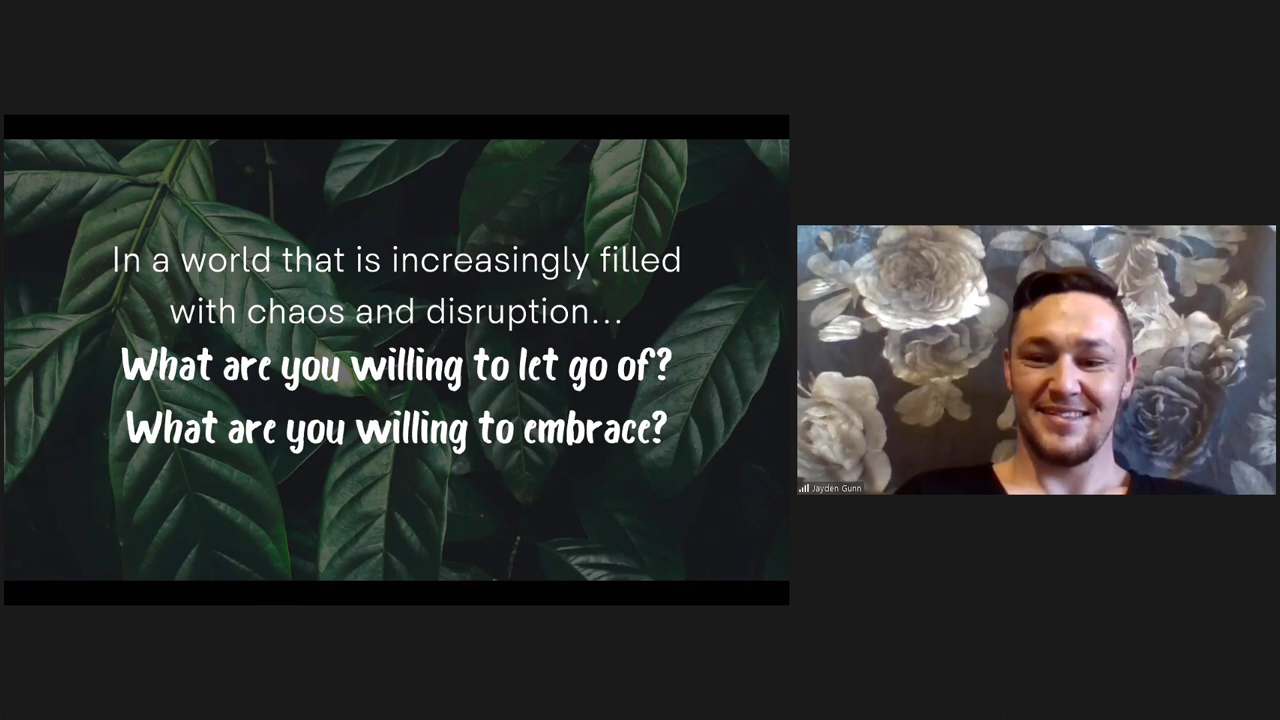 In a world that is increasingly filled
with chaos and disruption...
What are you willing to let go of?
What are you willing to embrace?
Jayden Gunn